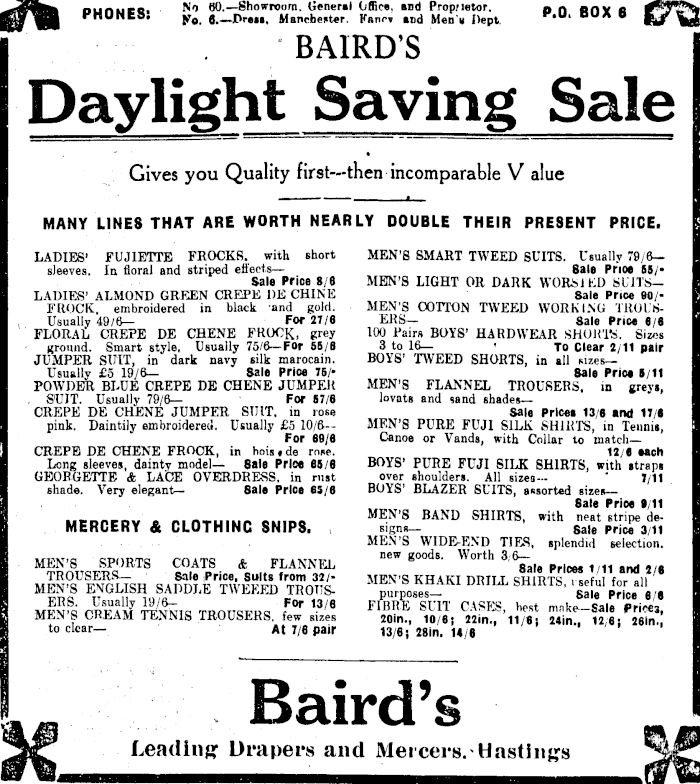 PHONES:
No 60.—Showroom, General Office, and Proprietor.
No. 6.—Dress, Manchester, Fancy and Men's Dept.
P.O. BOX 6
BAIRD'S
Daylight Saving Sale
Gives you Quality first---then incomparable V alue
MANY LINES THAT ARE WORTH NEARLY DOUBLE THEIR PRESENT PRICE.
LADIES' FUJIETTE FROCKS, with short
sleeves. In floral and striped effects—
Sale Price 8/6
LADIES' ALMOND GREEN CREPE DE CHINE
FROCK, embroidered in black and gold.
Usually 49/6— For 27/6
FLORAL CREPE DE CHENE FROCK, grey
ground. Smart style, Usually 75/6—For 55/6
JUMPER SUIT, in dark navy silk marocain.
Usually £5 19/6— Sale Price 75/-
POWDER BLUE CREPE DE CHENE JUMPER
SUIT. Usually 79/6— For 57/6
CREPE DE CHENE JUMPER SUIT, in rose
pink. Daintily embroidered. Usually £5 10/6--
For 69/6
CREPE DE CHENE FROCK, in bois de rose.
Long sleeves, dainty model— Sale Price 65/6
GEORGETTE & LACE OVERDRESS, in rust
shade. Very elegant— Sale Price 65/6
MERCERY & CLOTHING SNIPS.
MEN'S SPORTS COATS & FLANNEL
TROUSERS— Sale Price, Suits from 32/-
MEN'S ENGLISH SADDLE TWEEED TROUS-
ERS. Usually 19/6— For 13/6
MEN'S CREAM TENNIS TROUSERS, few sizes
to clear— At 7/6 pair
MEN'S SMART TWEED SUITS. Usually 79/6—
Sale Price 55/-
MEN'S LIGHT OR DARK WORSTED SUITS—
Sale Price 90/-
MEN'S COTTON TWEED WORKING TROUS-
ERS— Sale Price 6/6
100 Pairs BOYS' HARDWEAR SHORTS. Sizes
3 to 16— To Clear 2/11 pair
BOYS' TWEED SHORTS, in all sizes—
Sale Price 5/11
MEN'S FLANNEL TROUSERS, in greys,
lovats and sand shades—
Sale Prices 13/6 and 17/6
MEN'S PURE FUJI SILK SHIRTS, in Tennis,
Canoe or Vands, with Collar to match—
12/6 each
BOYS' PURE FUJI SILK SHIRTS, with straps
over shoulders. All sizes-- 7/11
BOYS' BLAZER SUITS, assorted sizes—
Sale Price 9/11
MEN'S BAND SHIRTS, with neat stripe de-
signs— Sale Price 3/11
MEN'S WIDE-END TIES, splendid selection,
new goods. Worth 3/6—
Sale Prices 1/11 and 2/6
MEN'S KHAKI DRILL SHIRTS, useful for all
purposes— Sale Price 6/6
FIBRE SUIT CASES, best make—Sale Prices,
20in., 10/6; 22in., 11/6; 24in., 12/6; 26in.,
13/6; 28in. 14/6
Baird's
Leading Drapers and Mercers, Hastings